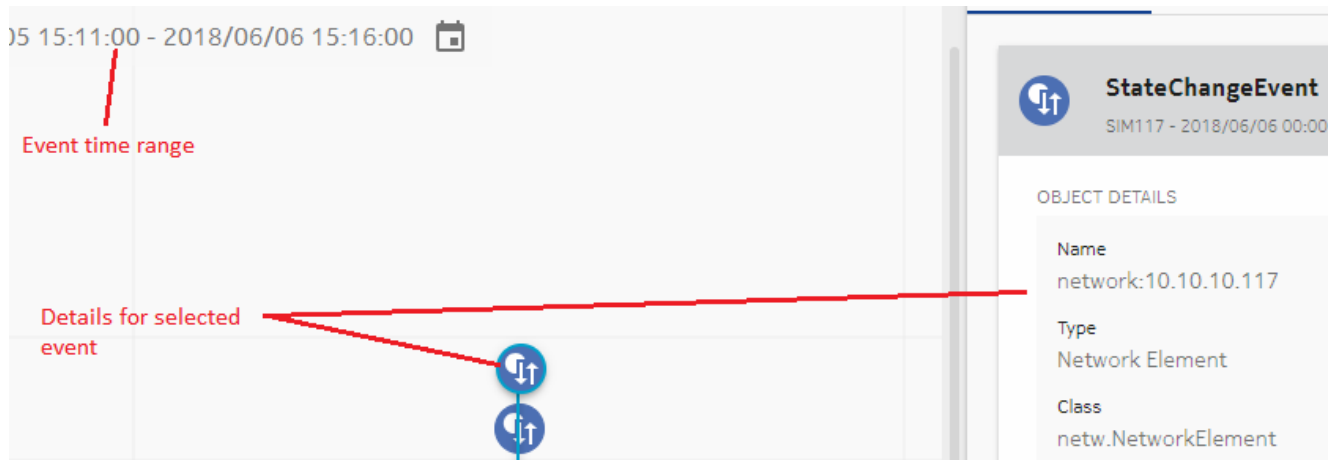 05 15:11:00 - 2018/06/06 15:16:00
Event time range
Details for selected
event
StateChangeEvent
SIM117 - 2018/06/06 00:00
OBJECT DETAILS
Name
network:10.10.10.117
Type
Network Element
Class
netw.NetworkElement